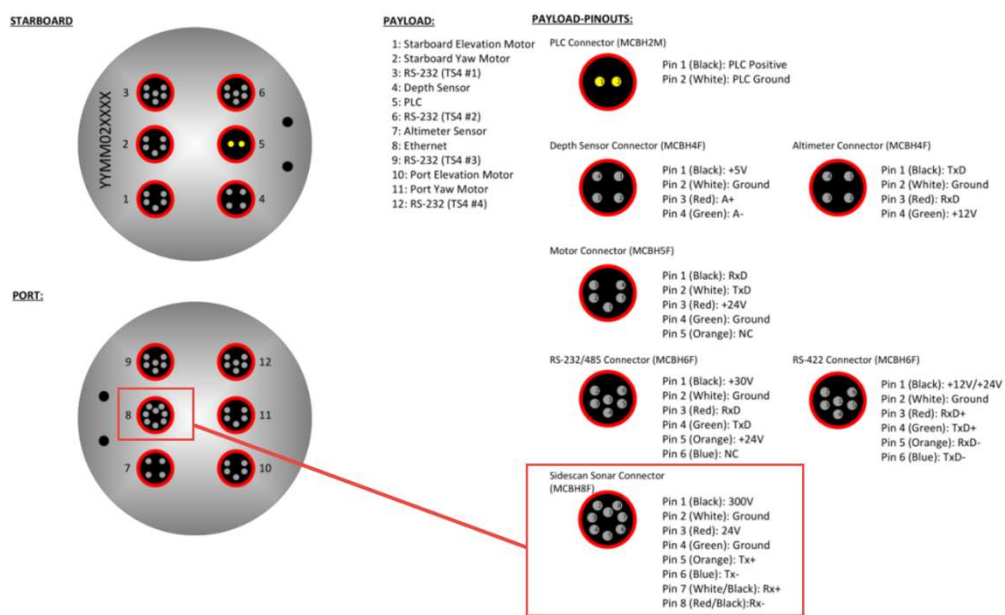 STARBOARD
YYMM02XXXX
3
6
2
5
1
4
PORT:
9
12
8
11
7
10
PAYLOAD:
1: Starboard Elevation Motor
2: Starboard Yaw Motor
3: RS-232 (TS4 #1)
4: Depth Sensor
5: PLC
6: RS-232 (TS4 #2)
7: Altimeter Sensor
8: Ethernet
9: RS-232 (TS4 #3)
10: Port Elevation Motor
11: Port Yaw Motor
12: RS-232 (TS4 #4)
PAYLOAD-PINOUTS:
PLC Connector (MCBH2M)
Pin 1 (Black): PLC Positive
Pin 2 (White): PLC Ground
Depth Sensor Connector (MCBH4F)
Pin 1 (Black): +5V
Pin 2 (White): Ground
Pin 3 (Red): A+
Pin 4 (Green): A-
Altimeter Connector (MCBH4F)
Pin 1 (Black): TxD
Pin 2 (White): Ground
Pin 3 (Red): RxD
Pin 4 (Green): +12V
Motor Connector (MCBH5F)
Pin 1 (Black): RxD
Pin 2 (White): TxD
Pin 3 (Red): +24V
Pin 4 (Green): Ground
Pin 5 (Orange): NC
RS-232/485 Connector (MCBH6F)
Pin 1 (Black): +30V
Pin 2 (White): Ground
Pin 3 (Red): RxD
Pin 4 (Green): TxD
Pin 5 (Orange): +24V
Pin 6 (Blue): NC
RS-422 Connector (MCBH6F)
Pin 1 (Black): +12V/+24V
Pin 2 (White): Ground
Pin 3 (Red): RxD+
Pin 4 (Green): TxD+
Pin 5 (Orange): RxD-
Pin 6 (Blue): TxD-
Sidescan Sonar Connector
(MCBH8F)
Pin 1 (Black): 300V
Pin 2 (White): Ground
Pin 3 (Red): 24V
Pin 4 (Green): Ground
Pin 5 (Orange): Tx+
Pin 6 (Blue): Tx-
Pin 7 (White/Black): Rx+
Pin 8 (Red/Black):Rx-